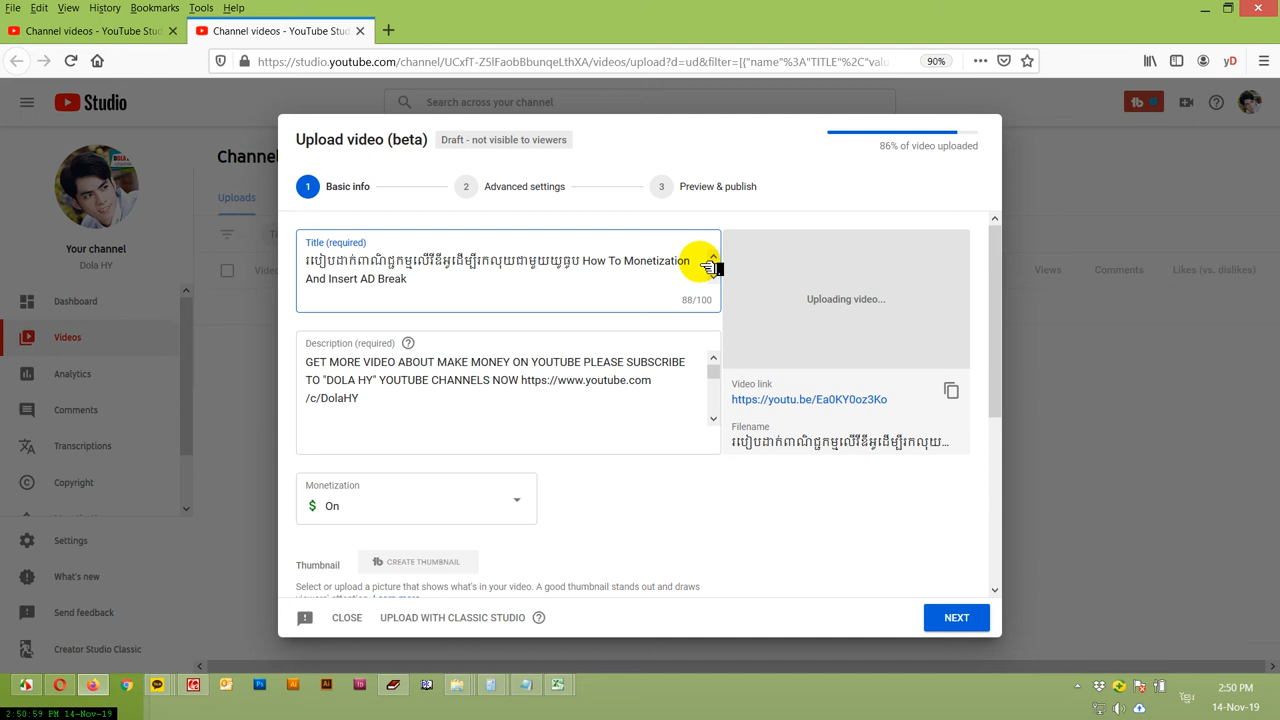 File Edit View History Bookmarks Tools Help
Channel videos - YouTube Stu
Channel videos - YouTube Stu
https://studio.youtube.com/channel/UCxfT-Z5lFaobBbunqeLthXA/videos/upload?d=ud&filter=[{"name"%3A"TITLE"%2C"valu
90%
yD
Studio
Search across your channel
Your channel
Dola HY
Dashboard
Videos
Analytics
Comments
Transcriptions
Copyright
Settings
What's new
Send feedback
Creator Studio Classic
Channel
Uploads
Views
Comments
Likes (vs. dislikes)
Upload video (beta)
Draft - not visible to viewers
86% of video uploaded
1 Basic info
2 Advanced settings
3 Preview & publish
Title (required)
របៀបដាក់ពាណិជ្ជកម្មលើវីឌីអូដើម្បីរកលុយជាមួយយូធូប How To Monetization
And Insert AD Break
88/100
Description (required)
GET MORE VIDEO ABOUT MAKE MONEY ON YOUTUBE PLEASE SUBSCRIBE
TO "DOLA HY" YOUTUBE CHANNELS NOW https://www.youtube.com
/c/DolaHY
Uploading video...
Video link
https://youtu.be/Ea0KY0oz3Ko
Filename
របៀបដាក់ពាណិជ្ជកម្មលើវីឌីអូដើម្បីរកលុយ...
Monetization
$ On
Thumbnail
CREATE THUMBNAIL
Select or upload a picture that shows what's in your video. A good thumbnail stands out and draws
CLOSE
UPLOAD WITH CLASSIC STUDIO
NEXT
2:50 PM
14-Nov-19
2:50:59 PM 14-Nov-19